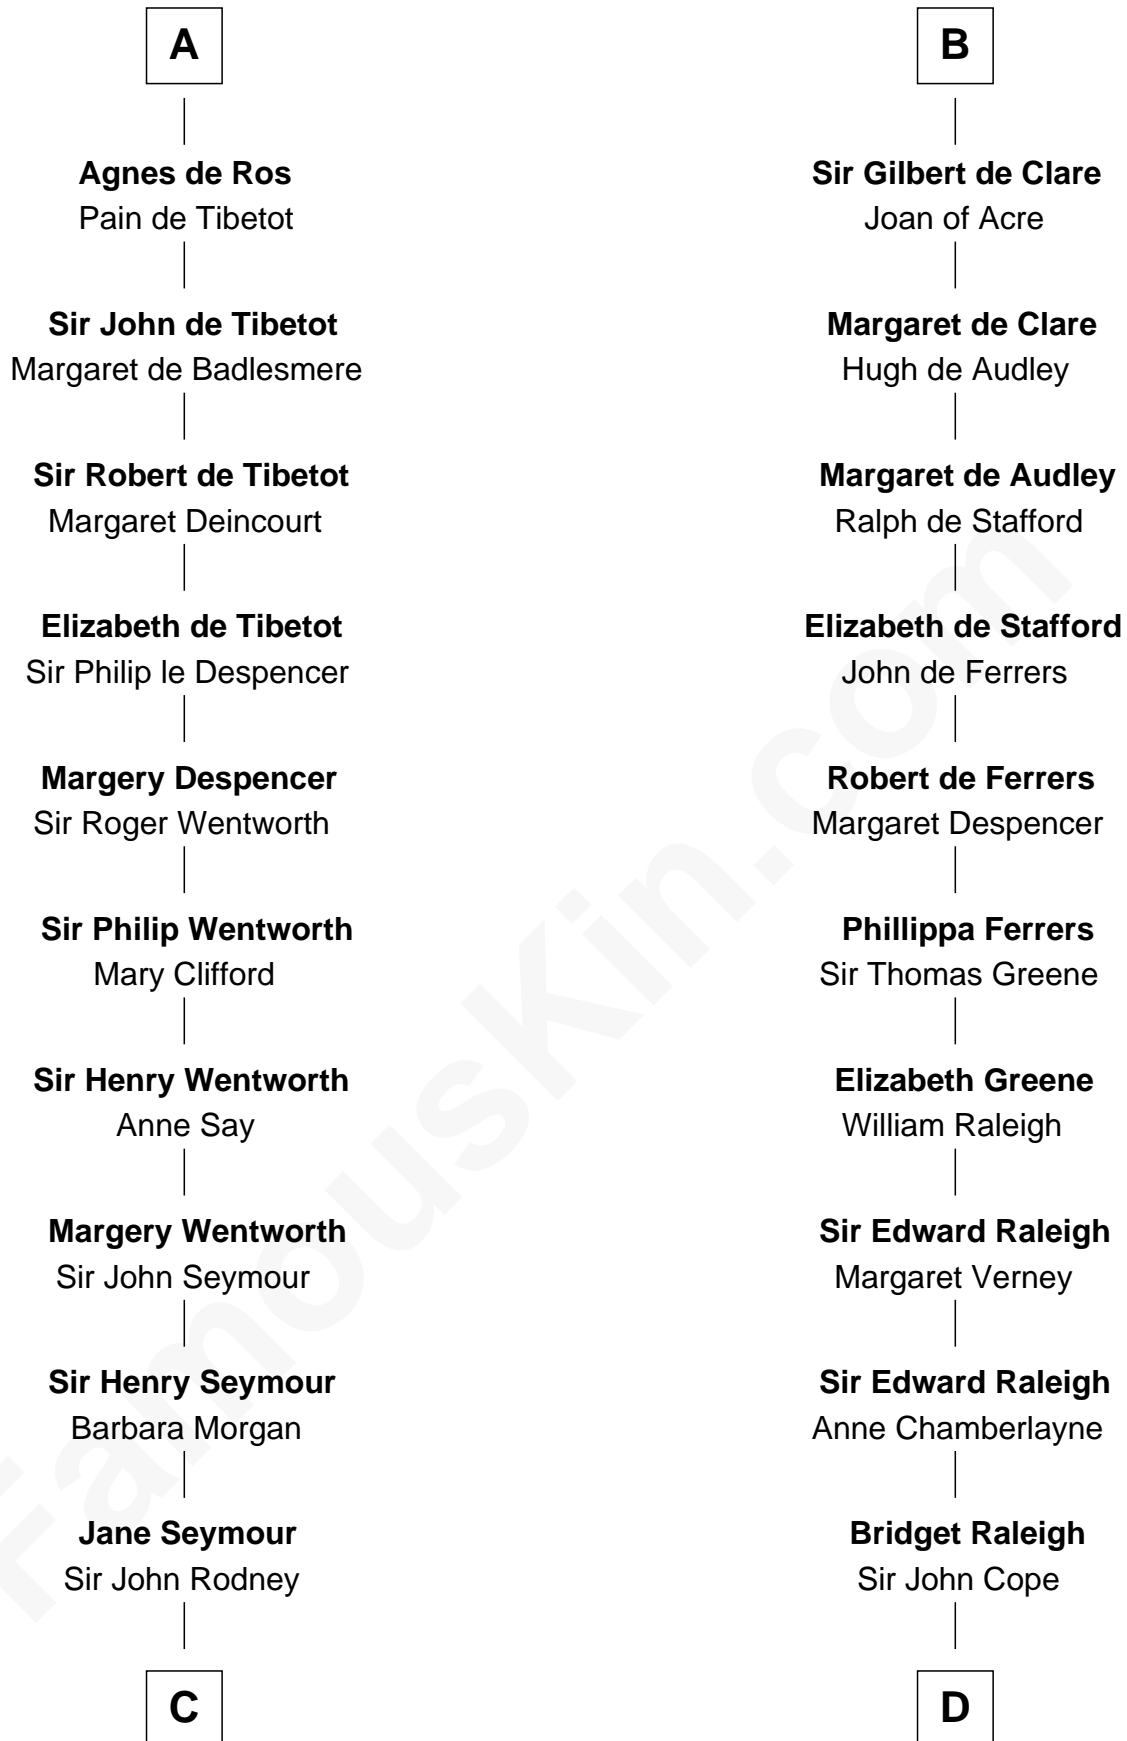 A
Agnes de Ros
Pain de Tibetot
Sir John de Tibetot
Margaret de Badlesmere
Sir Robert de Tibetot
Margaret Deincourt
Elizabeth de Tibetot
Sir Philip le Despencer
Margery Despencer
Sir Roger Wentworth
Sir Philip Wentworth
Mary Clifford
Sir Henry Wentworth
Anne Say
Margery Wentworth
Sir John Seymour
Sir Henry Seymour
Barbara Morgan
Jane Seymour
Sir John Rodney
C
B
Sir Gilbert de Clare
Joan of Acre
Margaret de Clare
Hugh de Audley
Margaret de Audley
Ralph de Stafford
Elizabeth de Stafford
John de Ferrers
Robert de Ferrers
Margaret Despencer
Phillippa Ferrers
Sir Thomas Greene
Elizabeth Greene
William Raleigh
Sir Edward Raleigh
Margaret Verney
Sir Edward Raleigh
Anne Chamberlayne
Bridget Raleigh
Sir John Cope
D
FamousKin.com